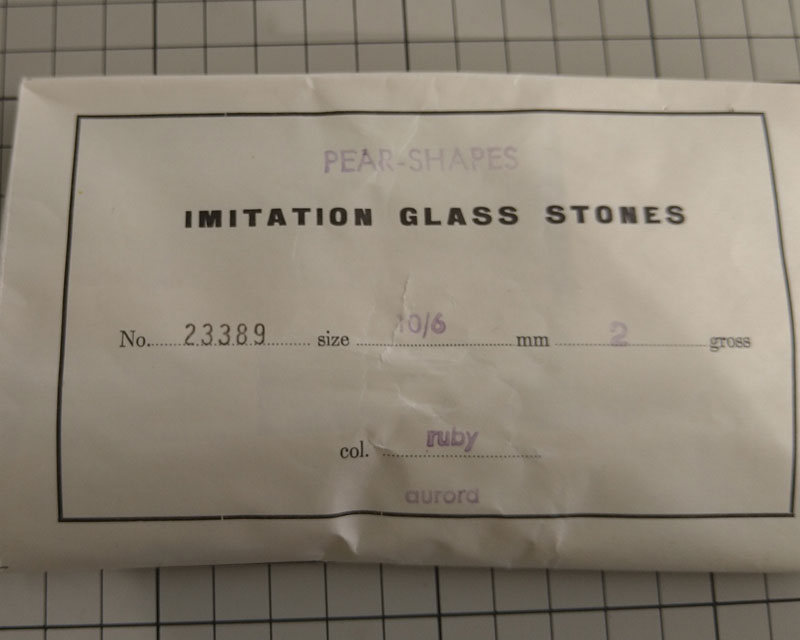 PEAR-SHAPES
IMITATION GLASS STONES
No. 23389 size 10/6 mm 2 gross
col. ruby
aurora